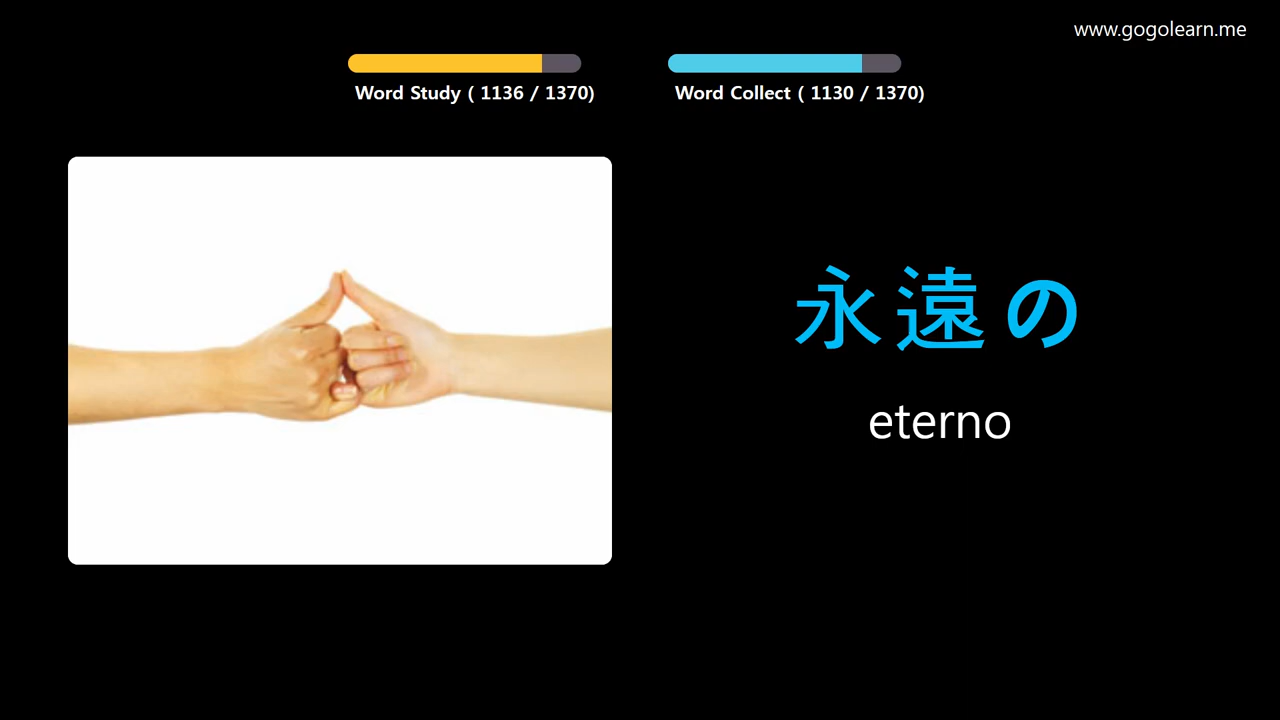 www.gogolearn.me
Word Study ( 1136 / 1370)
Word Collect ( 1130 / 1370)
永遠の
eterno